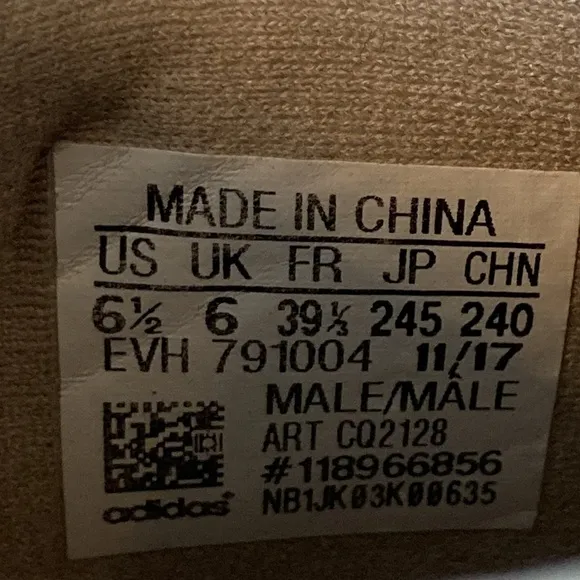 MADE IN CHINA
US UK FR JP CHN
6½ 6 39⅓ 245 240
EVH 791004 11/17
MALE/MÂLE
ART CQ2128
#118966856
NB1JK03K00635
adidas